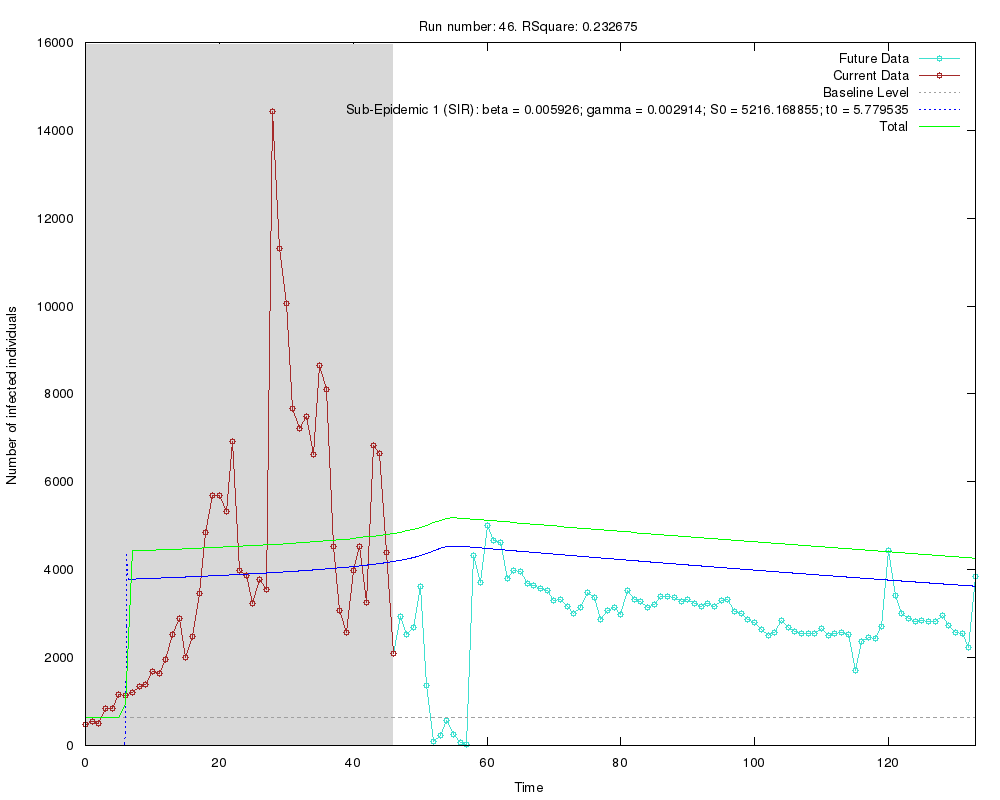 Run number: 46. RSquare: 0.232675
Future Data
Current Data
Baseline Level
Sub-Epidemic 1 (SIR): beta = 0.005926; gamma = 0.002914; S0 = 5216.168855; t0 = 5.779535
Total
16000
14000
12000
10000
8000
6000
4000
2000
0
Number of infected individuals
0 20 40 60 80 100 120
Time